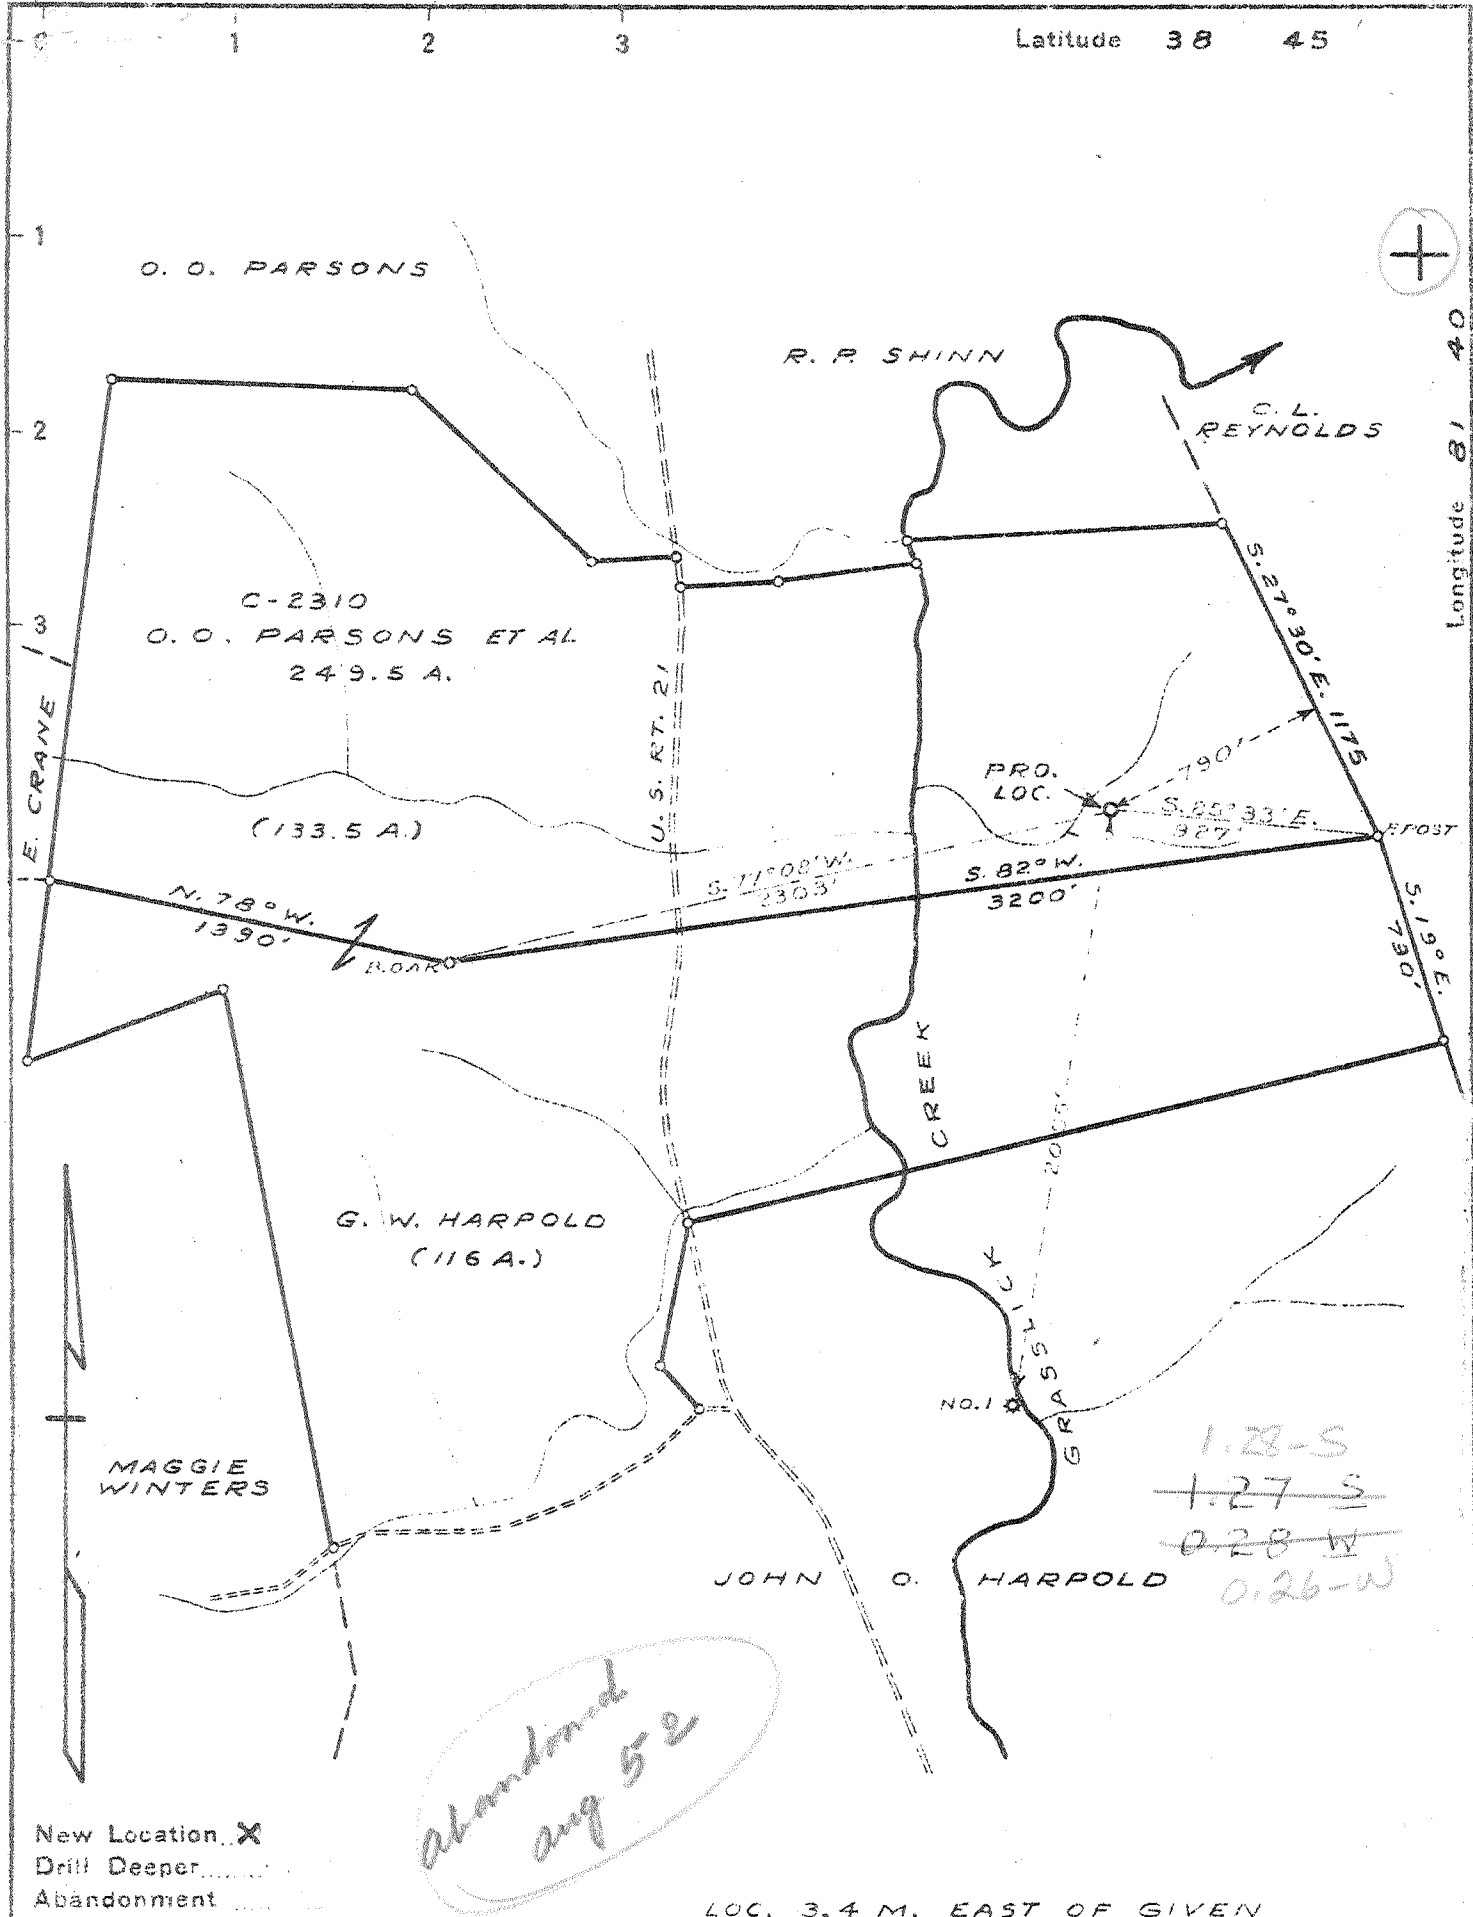 0 1 2 3
Latitude 38 45
1
2
3
Longitude 81 40
O. O. PARSONS
R. P. SHINN
C. L.
REYNOLDS
C-2310
O. O. PARSONS ET AL
249.5 A.
(133.5 A.)
E. CRANE
U. S. RT. 21
S. 27° 30' E. 1175
790'
PRO.
LOC.
S. 85° 33' E.
927'
S. 77° 08' W.
2303'
S. 82° W.
3200'
N. 78° W.
1390'
B.OAK
S. 19° E.
CREEK
GRASSLICK
G. W. HARPOLD
(116 A.)
NO. 1
MAGGIE
WINTERS
JOHN O. HARPOLD
1.28-S
1.27 S
0.28 W
0.26-W
Abandoned
Aug 52
New Location X
Drill Deeper
Abandonment
LOC. 3.4 M. EAST OF GIVEN